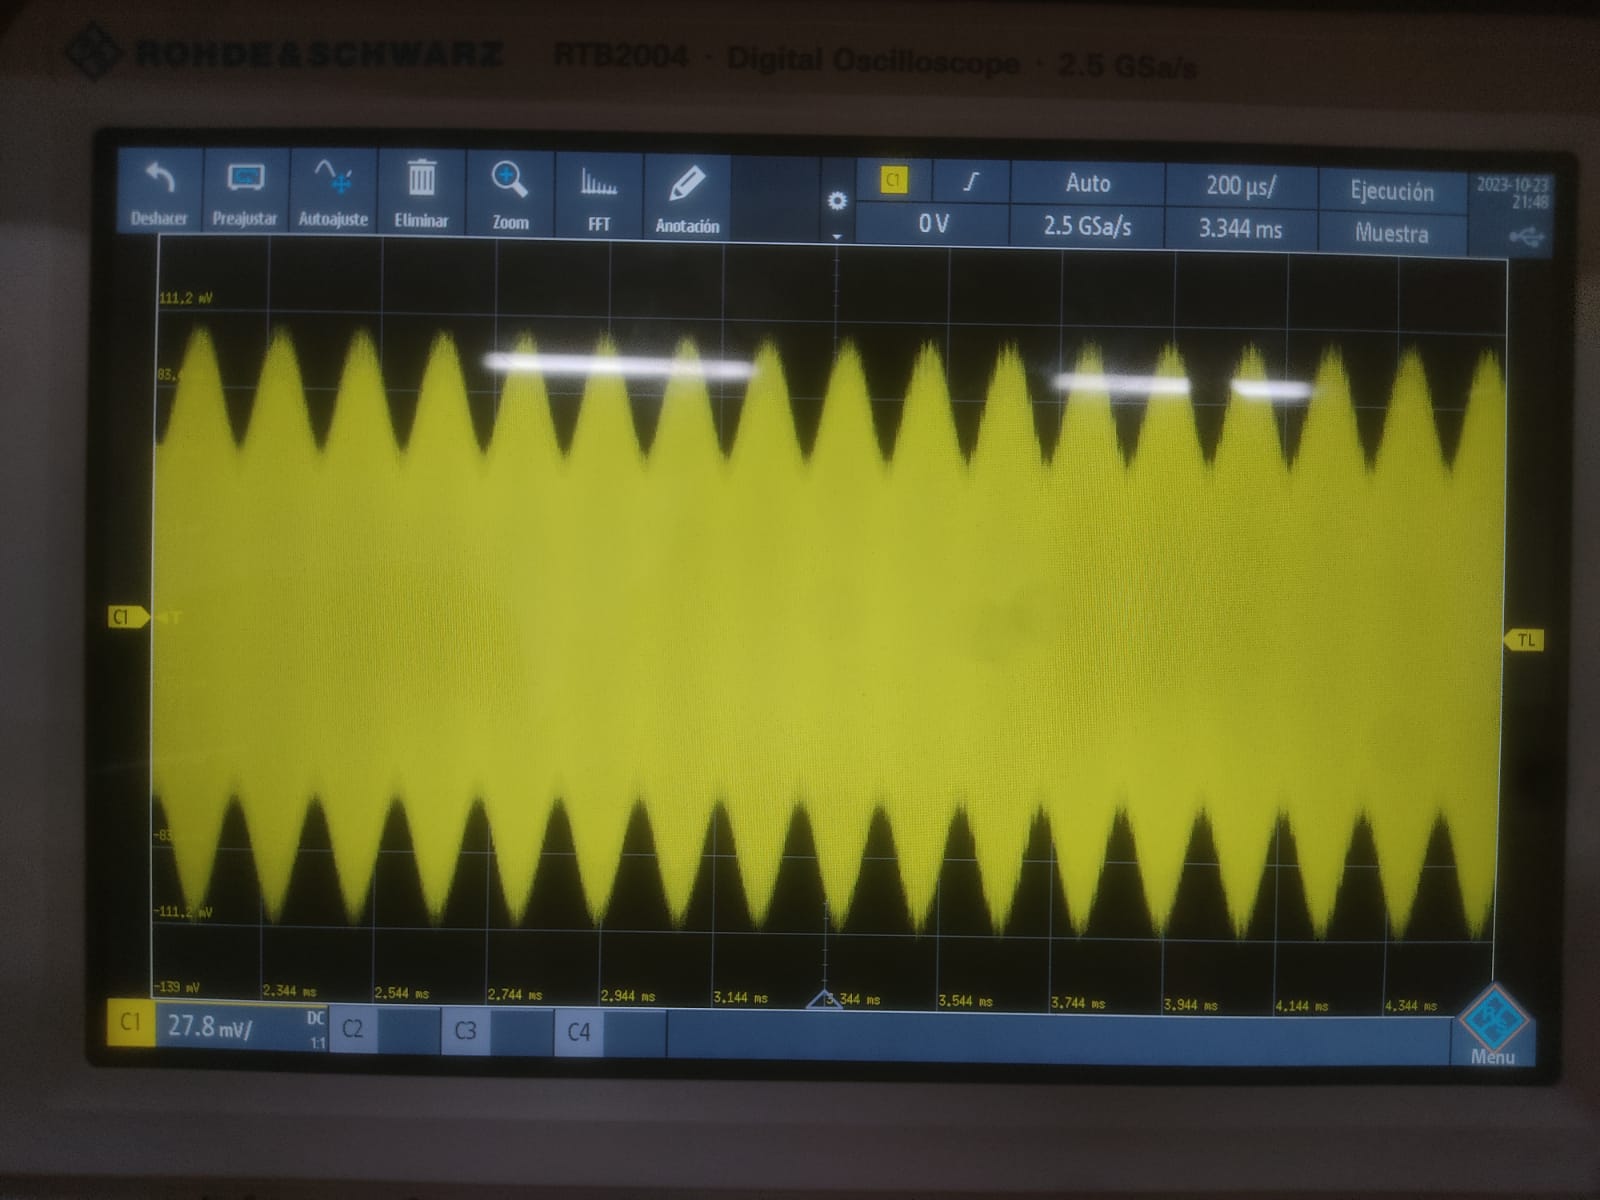 ROHDE&SCHWARZ RTB2004 · Digital Oscilloscope · 2.5 GSa/s
Deshacer Preajustar Autoajuste Eliminar Zoom FFT Anotación
C1 Auto 200 µs/ Ejecución 2023-10-23
21:48
0 V 2.5 GSa/s 3.344 ms Muestra
111,2 mV
83,
C1 T
TL
-83
-111,2 mV
-139 mV 2,344 ms 2,544 ms 2,744 ms 2,944 ms 3,144 ms 3,344 ms 3,544 ms 3,744 ms 3,944 ms 4,144 ms 4,344 ms
C1 27.8 mV/ DC
1:1
C2 C3 C4
R&S
Menu